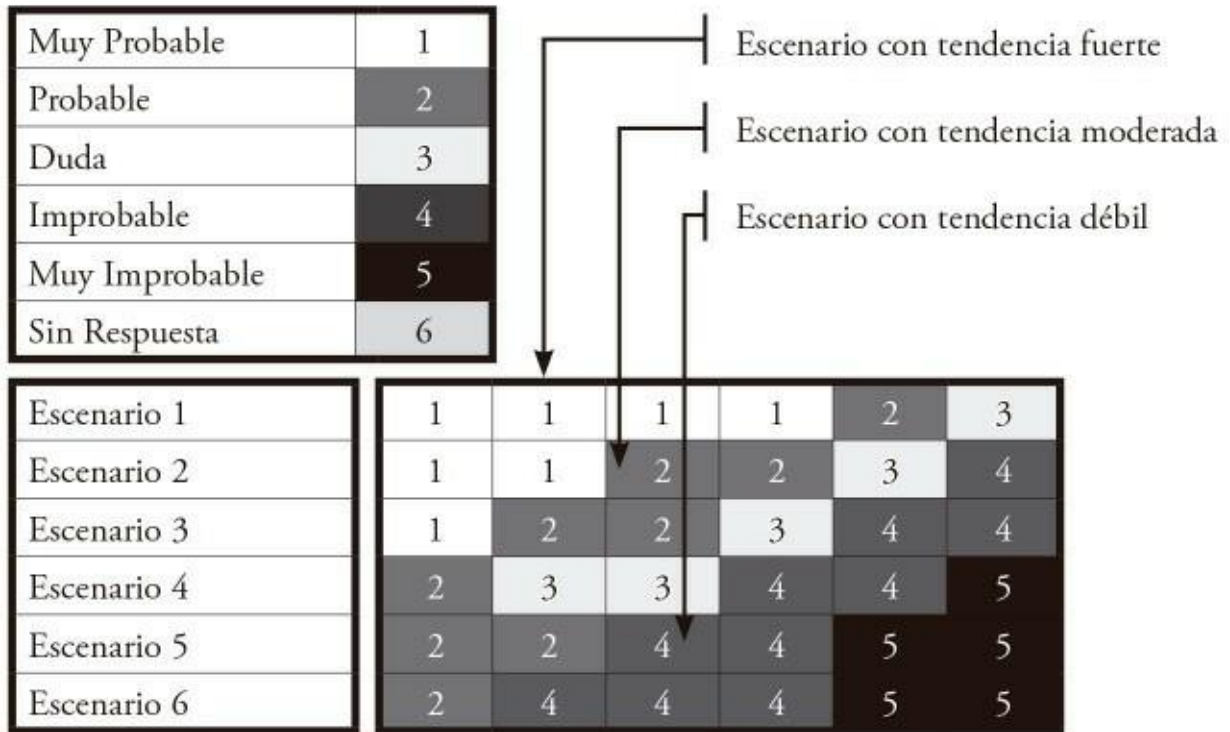 Muy Probable 1
Probable 2
Duda 3
Improbable 4
Muy Improbable 5
Sin Respuesta 6
Escenario con tendencia fuerte
Escenario con tendencia moderada
Escenario con tendencia débil
Escenario 1 1 1 1 1 2 3
Escenario 2 1 1 2 2 3 4
Escenario 3 1 2 2 3 4 4
Escenario 4 2 3 3 4 4 5
Escenario 5 2 2 4 4 5 5
Escenario 6 2 4 4 4 5 5